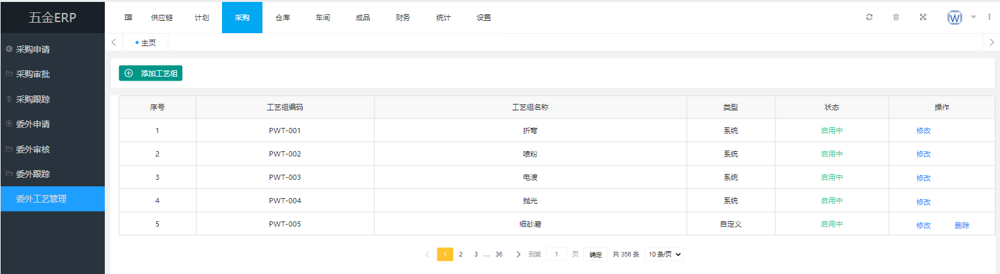 五金ERP
供应链 计划 采购 仓库 车间 成品 财务 统计 设置
主页
采购申请
采购审批
采购跟踪
委外申请
委外审核
委外跟踪
委外工艺管理
添加工艺组
序号 工艺组编码 工艺组名称 类型 状态 操作
1 PWT-001 折弯 系统 启用中 修改
2 PWT-002 喷粉 系统 启用中 修改
3 PWT-003 电渡 系统 启用中 修改
4 PWT-004 抛光 系统 启用中 修改
5 PWT-005 细砂磨 自定义 启用中 修改 删除
1 2 3 … 36 到第 1 页 确定 共 356 条 10 条/页